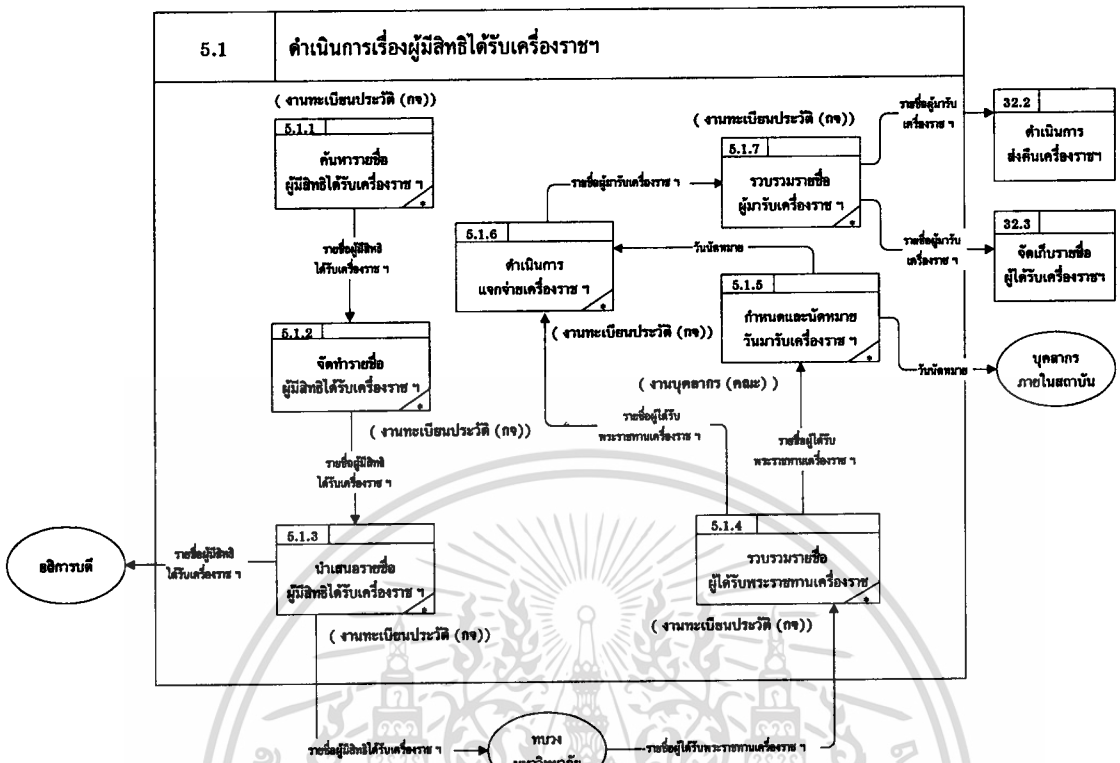 5.1
ดำเนินการเรื่องผู้มีสิทธิได้รับเครื่องราชฯ
( งานทะเบียนประวัติ (กจ))
5.1.1
ค้นหารายชื่อ
ผู้มีสิทธิได้รับเครื่องราช ฯ
*
รายชื่อผู้มีสิทธิ
ได้รับเครื่องราช ฯ
5.1.2
จัดทำรายชื่อ
ผู้มีสิทธิได้รับเครื่องราช ฯ
*
( งานทะเบียนประวัติ (กจ))
รายชื่อผู้มีสิทธิ
ได้รับเครื่องราช ฯ
5.1.3
นำเสนอรายชื่อ
ผู้มีสิทธิได้รับเครื่องราช ฯ
*
( งานทะเบียนประวัติ (กจ))
รายชื่อผู้มีสิทธิ
ได้รับเครื่องราช ฯ
อธิการบดี
รายชื่อผู้มีสิทธิได้รับเครื่องราช ฯ
ทบวง
มหาวิทยาลัย
รายชื่อผู้ได้รับพระราชทานเครื่องราช ฯ
5.1.4
รวบรวมรายชื่อ
ผู้ได้รับพระราชทานเครื่องราช
*
( งานทะเบียนประวัติ (กจ))
รายชื่อผู้ได้รับ
พระราชทานเครื่องราช ฯ
รายชื่อผู้ได้รับ
พระราชทานเครื่องราช ฯ
( งานบุคลากร (คณะ) )
5.1.5
กำหนดและนัดหมาย
วันมารับเครื่องราช ฯ
*
วันนัดหมาย
บุคลากร
ภายในสถาบัน
วันนัดหมาย
5.1.6
ดำเนินการ
แจกจ่ายเครื่องราช ฯ
*
( งานทะเบียนประวัติ (กจ))
รายชื่อผู้มารับเครื่องราช ฯ
( งานทะเบียนประวัติ (กจ))
5.1.7
รวบรวมรายชื่อ
ผู้มารับเครื่องราช ฯ
*
รายชื่อผู้มารับ
เครื่องราช ฯ
32.2
ดำเนินการ
ส่งคืนเครื่องราชฯ
รายชื่อผู้มารับ
เครื่องราช ฯ
32.3
จัดเก็บรายชื่อ
ผู้ได้รับเครื่องราชฯ